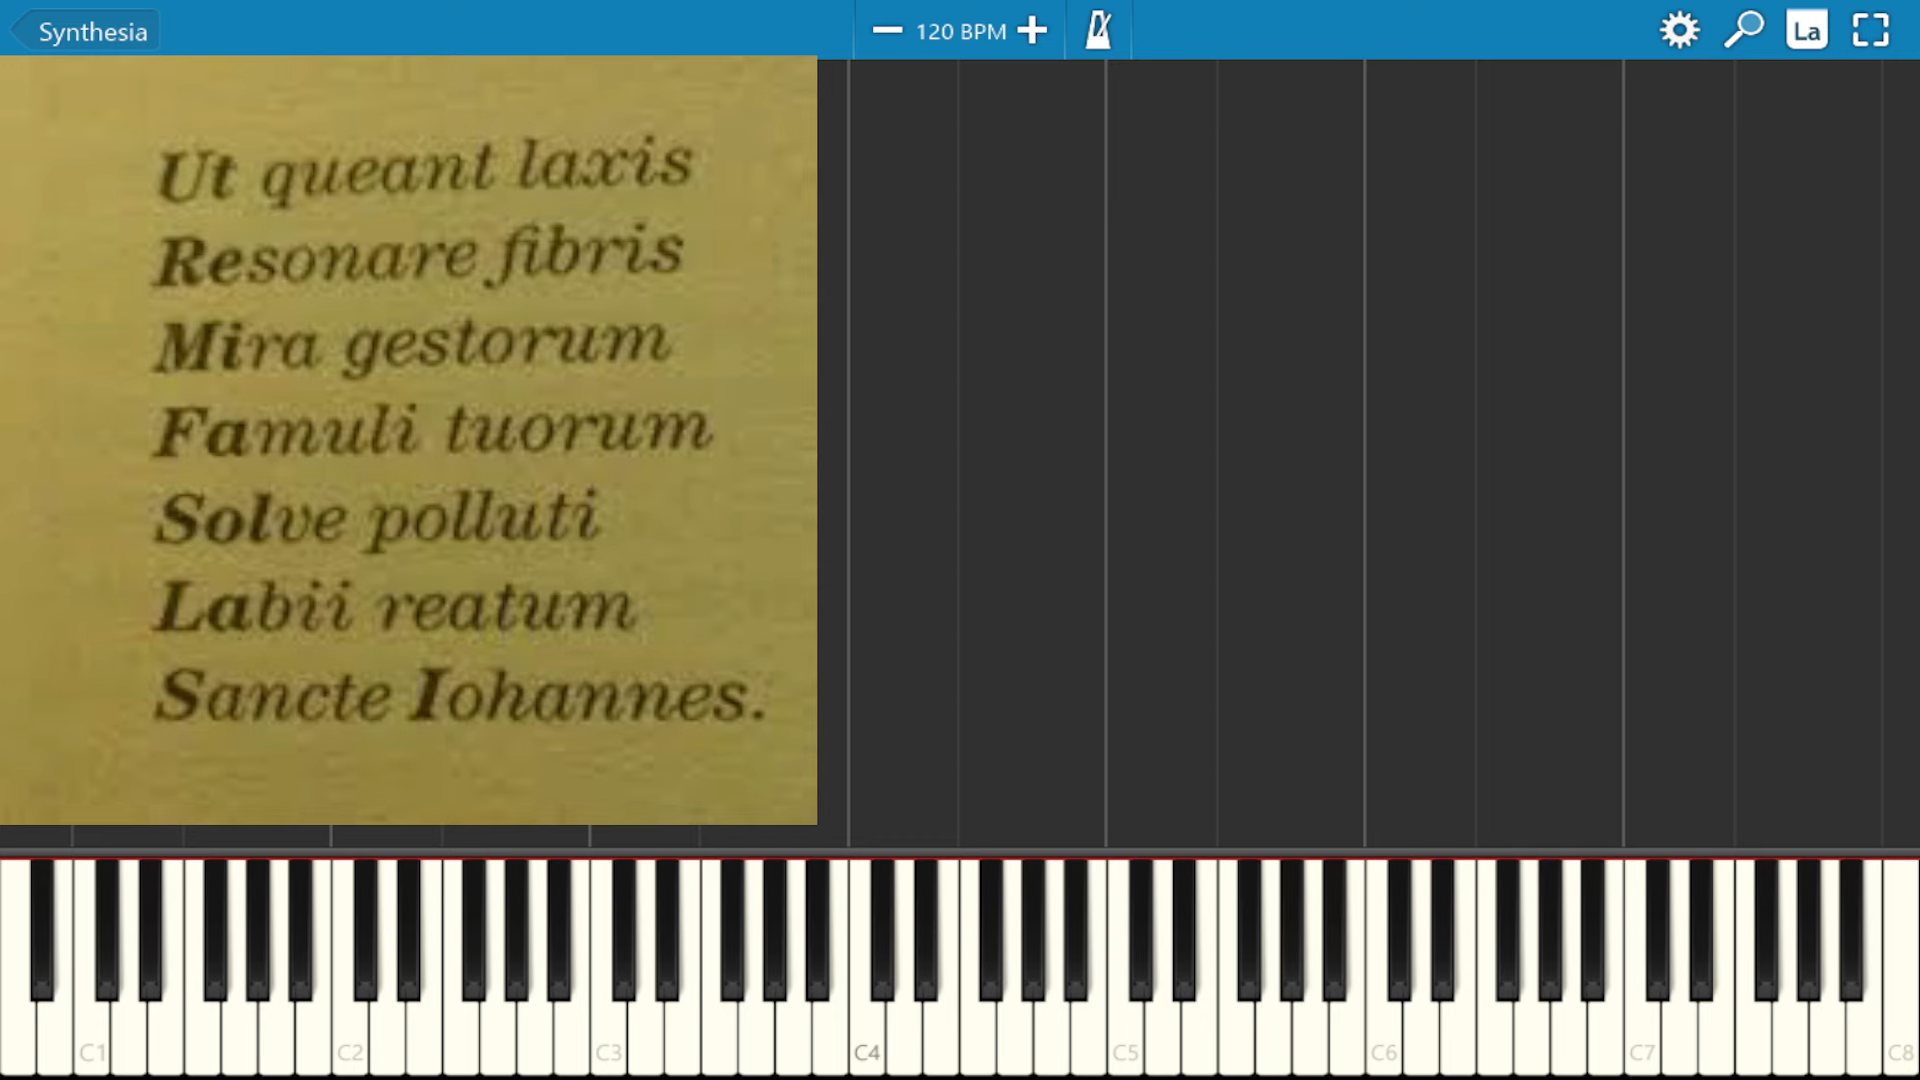 Synthesia
120 BPM
La
Ut queant laxis
Resonare fibris
Mira gestorum
Famuli tuorum
Solve polluti
Labii reatum
Sancte Iohannes.
C1 C2 C3 C4 C5 C6 C7 C8